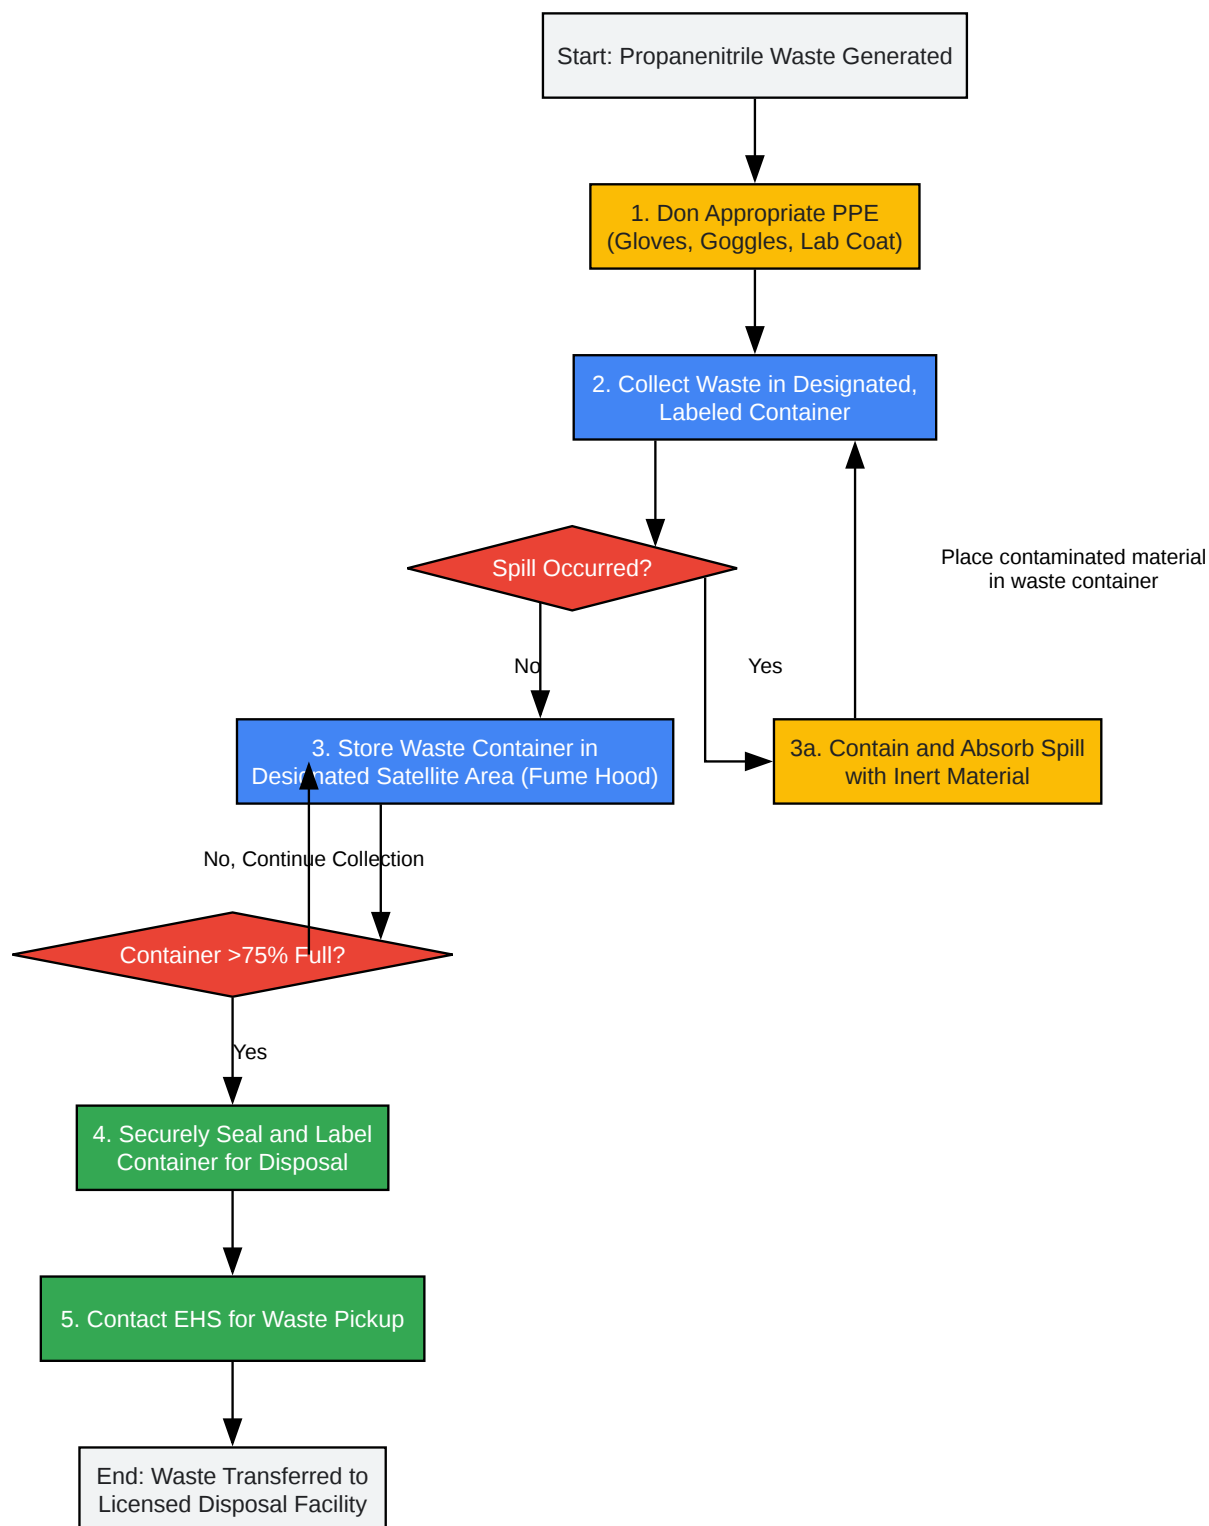 Start: Propanenitrile Waste Generated
1. Don Appropriate PPE
(Gloves, Goggles, Lab Coat)
2. Collect Waste in Designated,
Labeled Container
Place contaminated material
in waste container
Spill Occurred?
No
Yes
3. Store Waste Container in
Designated Satellite Area (Fume Hood)
3a. Contain and Absorb Spill
with Inert Material
No, Continue Collection
Container >75% Full?
Yes
4. Securely Seal and Label
Container for Disposal
5. Contact EHS for Waste Pickup
End: Waste Transferred to
Licensed Disposal Facility